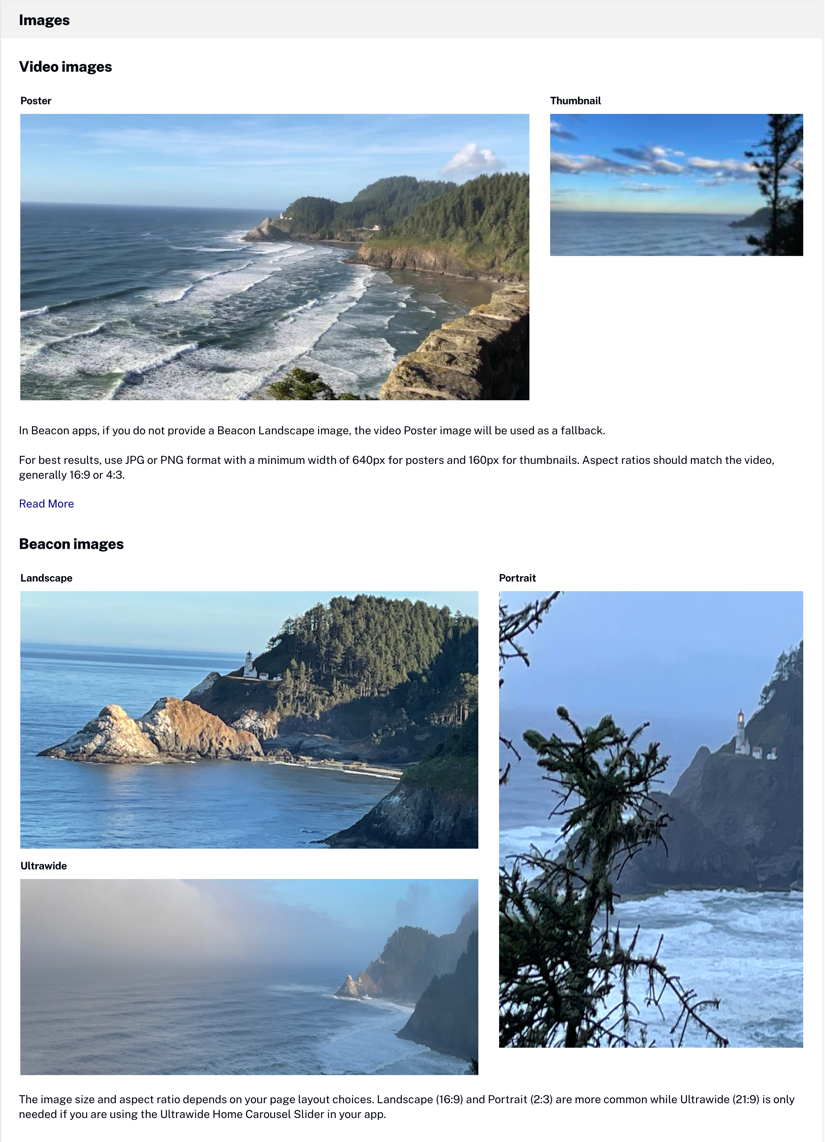 Images
Video images
Poster
Thumbnail
In Beacon apps, if you do not provide a Beacon Landscape image, the video Poster image will be used as a fallback.
For best results, use JPG or PNG format with a minimum width of 640px for posters and 160px for thumbnails. Aspect ratios should match the video,
generally 16:9 or 4:3.
Read More
Beacon images
Landscape
Portrait
Ultrawide
The image size and aspect ratio depends on your page layout choices. Landscape (16:9) and Portrait (2:3) are more common while Ultrawide (21:9) is only
needed if you are using the Ultrawide Home Carousel Slider in your app.